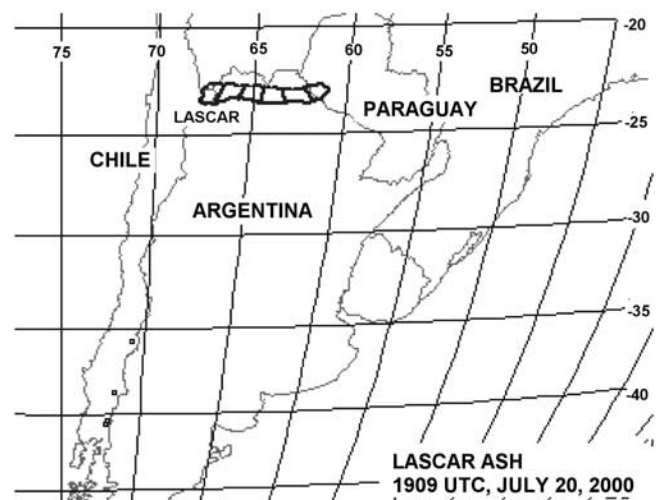 -20
75 70 65 60 55 50
BRAZIL
PARAGUAY
LASCAR
-25
CHILE
ARGENTINA
-30
-35
-40
LASCAR ASH
1909 UTC, JULY 20, 2000